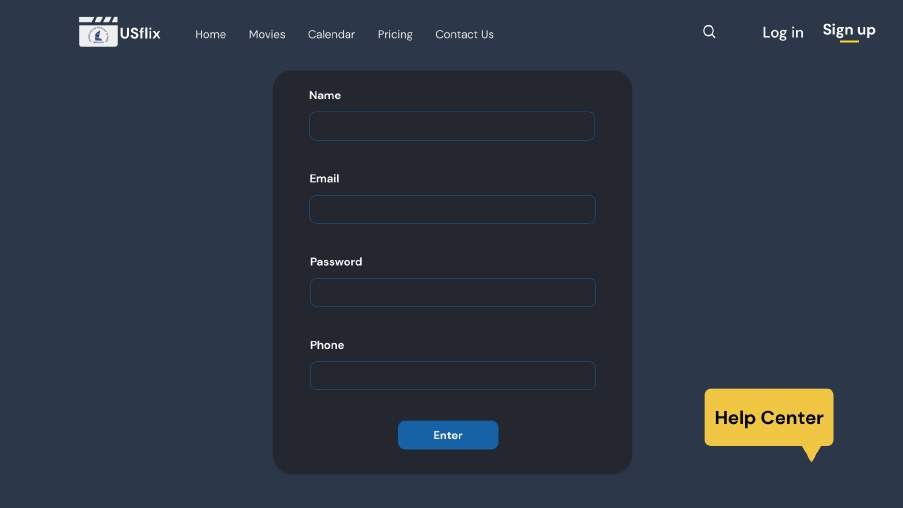 USflix
Home Movies Calendar Pricing Contact Us
Log in Sign up
Name
Email
Password
Phone
Enter
Help Center